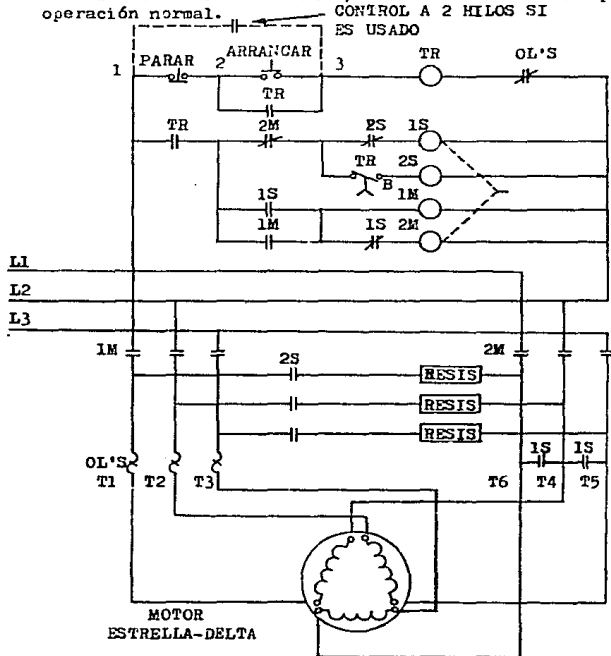 operación normal.
CONTROL A 2 HILOS SI
ES USADO
1 PARAR 2 ARRANCAR 3 TR OL'S
TR
TR 2M 2S 1S
TR 2S
B
1S 1M
1M 1S 2M
L1
L2
L3
1M 2M
2S RESIS
RESIS
RESIS
1S 1S
OL'S
T1 T2 T3 T6 T4 T5
MOTOR
ESTRELLA-DELTA